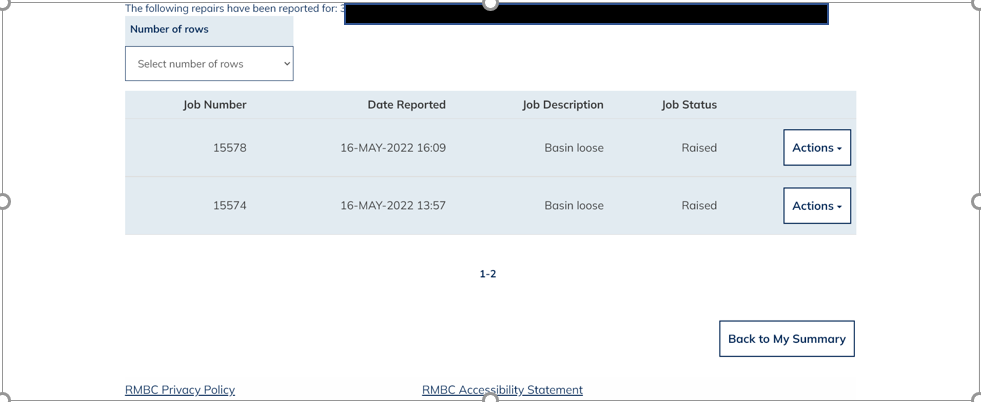 The following repairs have been reported for: 3
Number of rows
Select number of rows
Job Number Date Reported Job Description Job Status
15578 16-MAY-2022 16:09 Basin loose Raised Actions
15574 16-MAY-2022 13:57 Basin loose Raised Actions
1-2
Back to My Summary
RMBC Privacy Policy RMBC Accessibility Statement